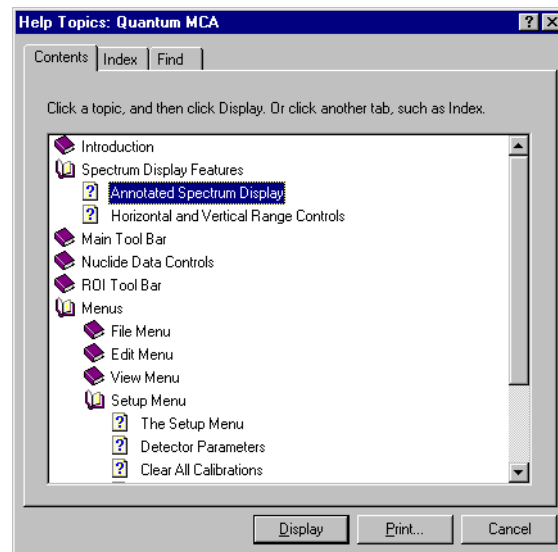 Help Topics: Quantum MCA
Contents Index Find
Click a topic, and then click Display. Or click another tab, such as Index.
Introduction
Spectrum Display Features
Annotated Spectrum Display
Horizontal and Vertical Range Controls
Main Tool Bar
Nuclide Data Controls
ROI Tool Bar
Menus
File Menu
Edit Menu
View Menu
Setup Menu
The Setup Menu
Detector Parameters
Clear All Calibrations
Display Print... Cancel